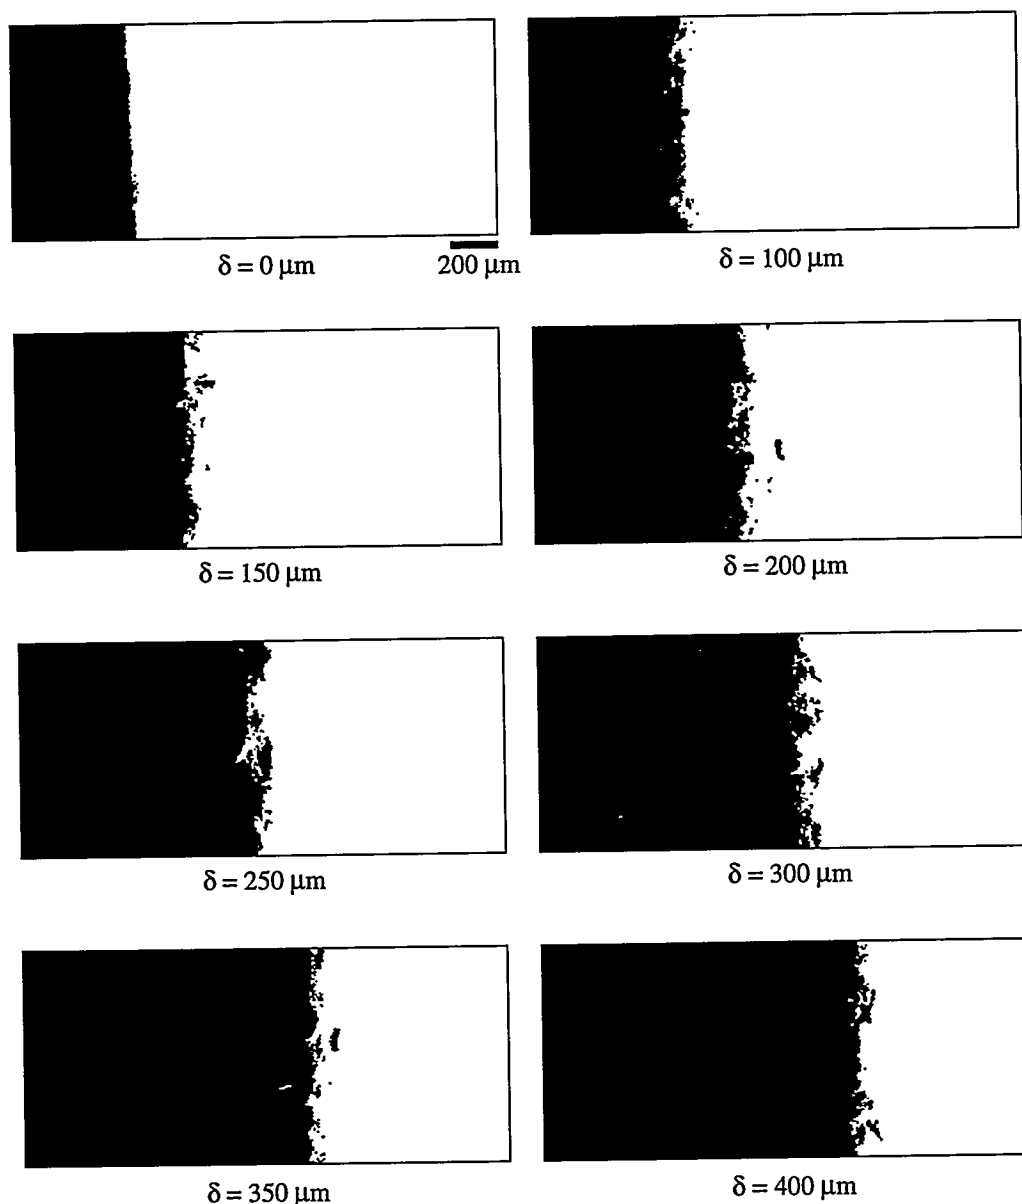 δ = 0 μm
200 μm
δ = 100 μm
δ = 150 μm
δ = 200 μm
δ = 250 μm
δ = 300 μm
δ = 350 μm
δ = 400 μm